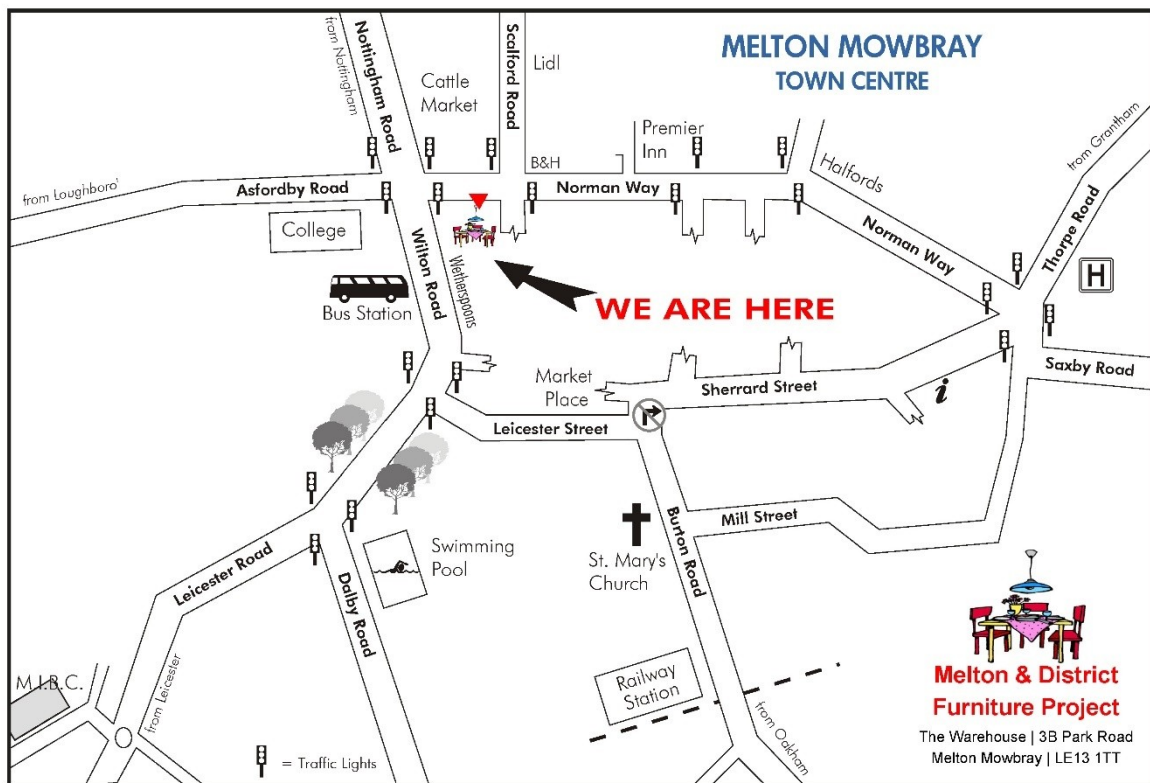 MELTON MOWBRAY
TOWN CENTRE
from Nottingham
Nottingham Road
Cattle
Market
Scalford Road
Lidl
B&H
Premier
Inn
Halfords
from Grantham
Thorpe Road
from Loughboro'
Asfordby Road
Norman Way
Norman Way
College
Wilton Road
Wetherspoons
H
Bus Station
WE ARE HERE
Market
Place
Sherrard Street
i
Saxby Road
Leicester Street
Swimming
Pool
St. Mary's
Church
Burton Road
Mill Street
Leicester Road
Dalby Road
Railway
Station
from Oakham
M.I.B.C.
from Leicester
= Traffic Lights
Melton & District
Furniture Project
The Warehouse | 3B Park Road
Melton Mowbray | LE13 1TT